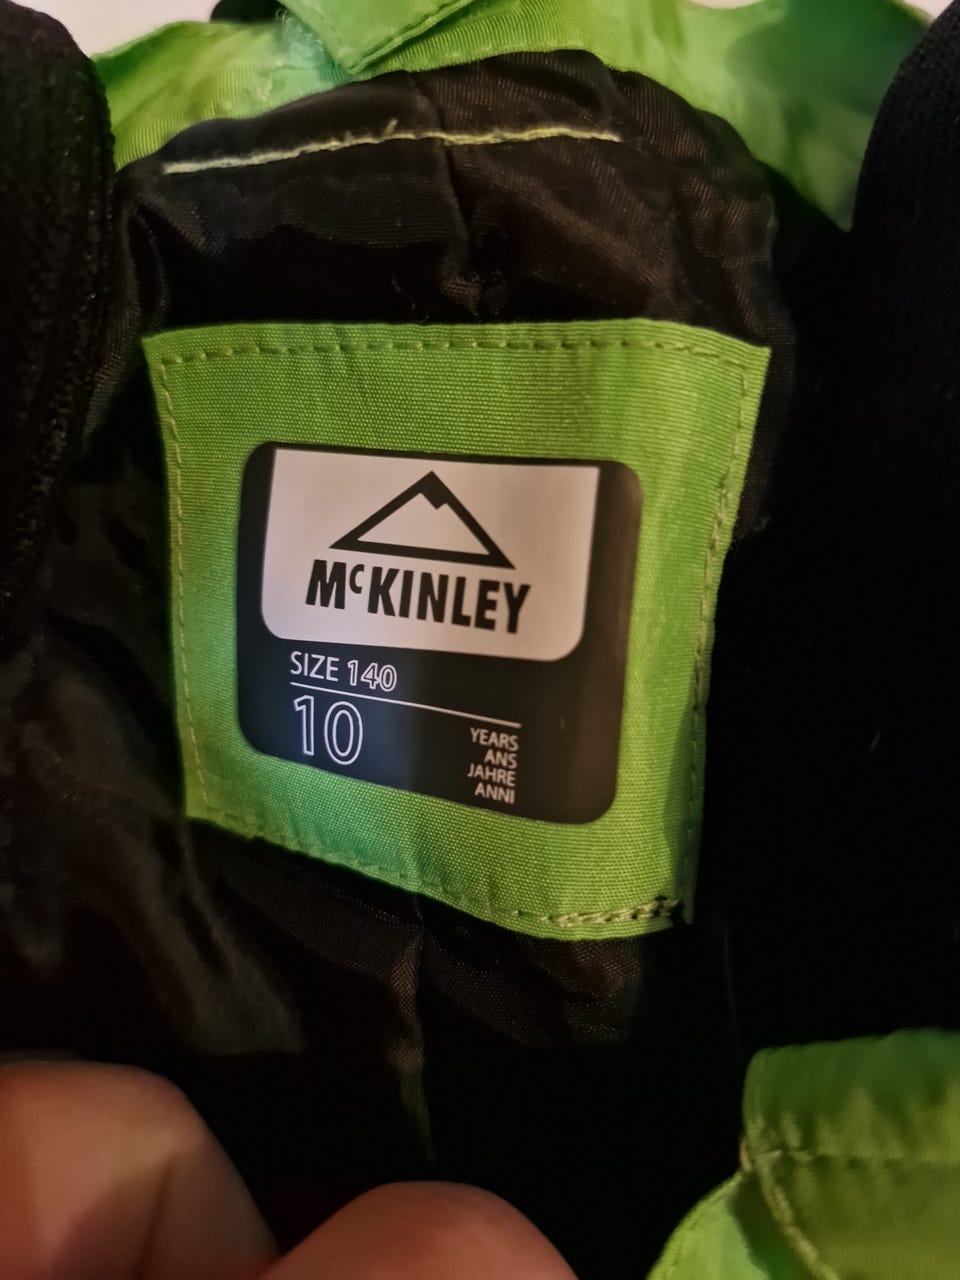 McKINLEY
SIZE 140
10
YEARS
ANS
JAHRE
ANNI